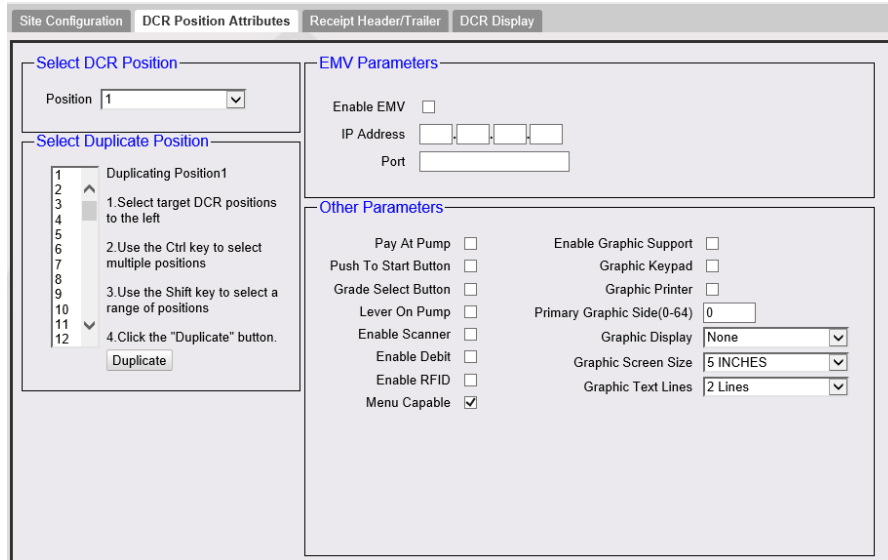 Site Configuration DCR Position Attributes Receipt Header/Trailer DCR Display
Select DCR Position
Position 1
Select Duplicate Position
1
2
3
4
5
6
7
8
9
10
11
12
Duplicating Position1
1.Select target DCR positions
to the left
2.Use the Ctrl key to select
multiple positions
3.Use the Shift key to select a
range of positions
4.Click the "Duplicate" button.
Duplicate
EMV Parameters
Enable EMV
IP Address . . .
Port
Other Parameters
Pay At Pump
Push To Start Button
Grade Select Button
Lever On Pump
Enable Scanner
Enable Debit
Enable RFID
Menu Capable
Enable Graphic Support
Graphic Keypad
Graphic Printer
Primary Graphic Side(0-64) 0
Graphic Display None
Graphic Screen Size 5 INCHES
Graphic Text Lines 2 Lines